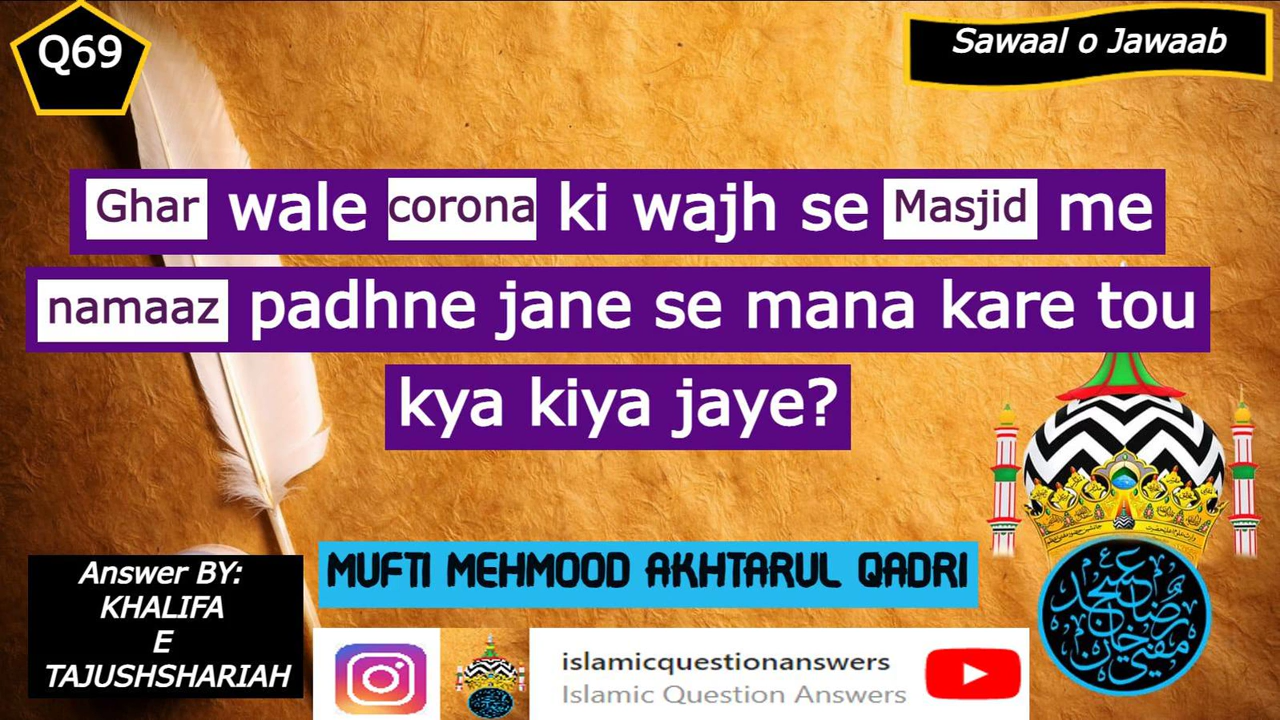 Q69
Sawaal o Jawaab
Ghar wale corona ki wajh se Masjid me
namaaz padhne jane se mana kare tou
kya kiya jaye?
Answer BY:
KHALIFA
E
TAJUSHSHARIAH
MUFTI MEHMOOD AKHTARUL QADRI
islamicquestionanswers
Islamic Question Answers